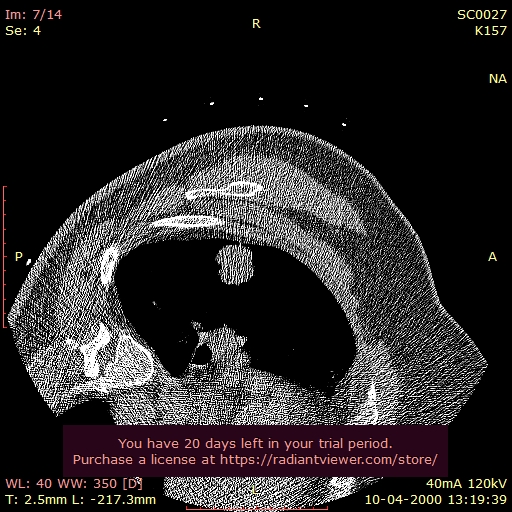 Im: 7/14
Se: 4
R
SC0027
K157
NA
P
A
You have 20 days left in your trial period.
Purchase a license at https://radiantviewer.com/store/
WL: 40 WW: 350 [D]
T: 2.5mm L: -217.3mm
40mA 120kV
10-04-2000 13:19:39